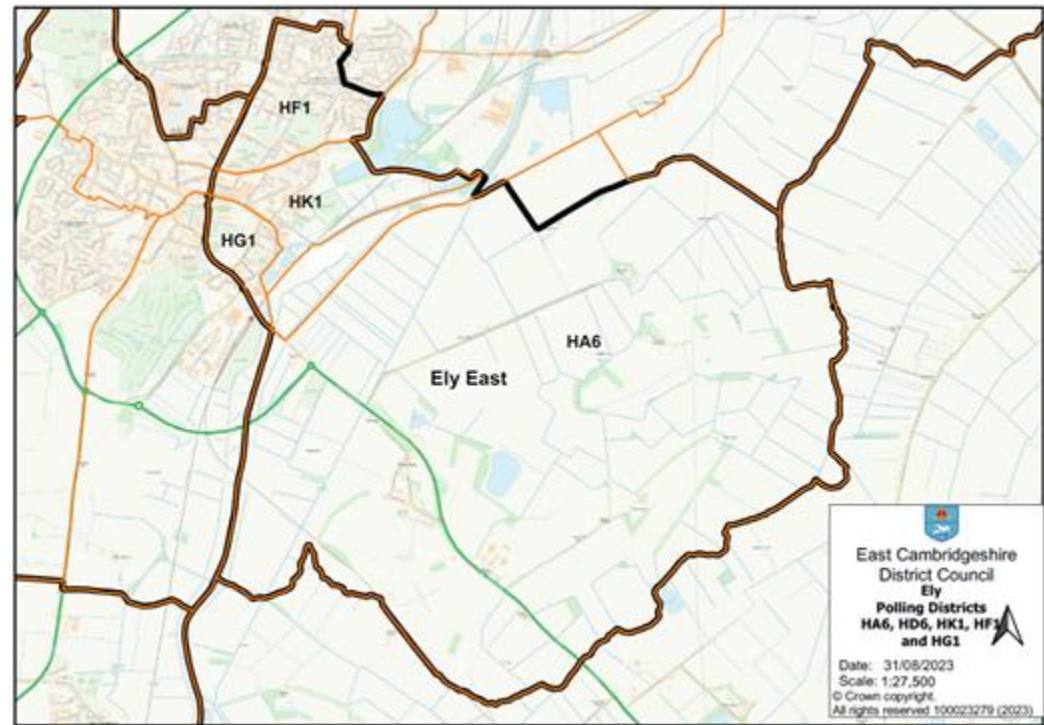 HF1
HK1
HG1
HA6
Ely East
East Cambridgeshire
District Council
Ely
Polling Districts
HA6, HD6, HK1, HF1
and HG1
Date: 31/08/2023
Scale: 1:27,500
© Crown copyright.
All rights reserved 100023279 (2023)